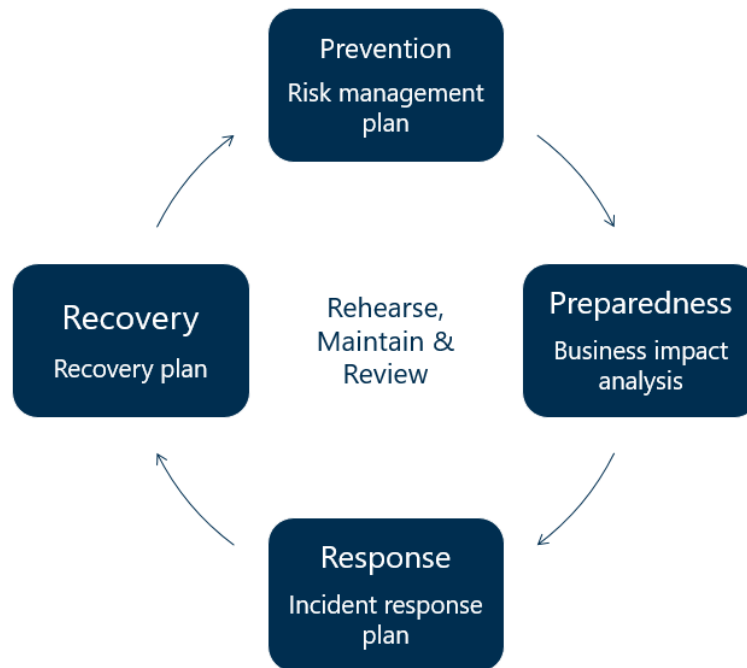 Prevention
Risk management
plan
Recovery
Recovery plan
Rehearse,
Maintain &
Review
Preparedness
Business impact
analysis
Response
Incident response
plan